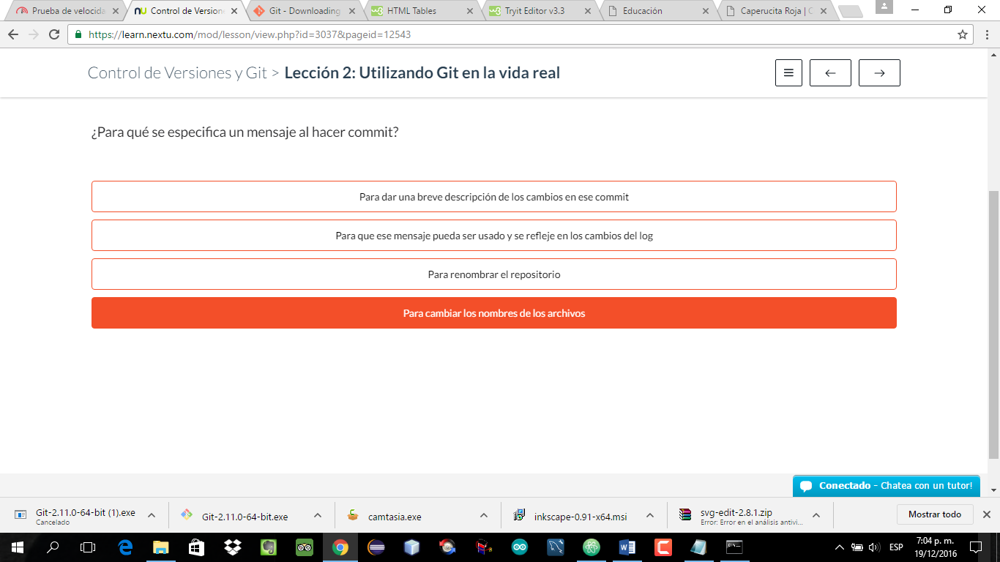 Prueba de velocida
Control de Version
Git - Downloading
HTML Tables
Tryit Editor v3.3
Educación
Caperucita Roja | C
https://learn.nextu.com/mod/lesson/view.php?id=3037&pageid=12543
Control de Versiones y Git > Lección 2: Utilizando Git en la vida real
¿Para qué se especifica un mensaje al hacer commit?
Para dar una breve descripción de los cambios en ese commit
Para que ese mensaje pueda ser usado y se refleje en los cambios del log
Para renombrar el repositorio
Para cambiar los nombres de los archivos
Conectado - Chatea con un tutor!
Git-2.11.0-64-bit (1).exe
Cancelado
Git-2.11.0-64-bit.exe
camtasia.exe
inkscape-0.91-x64.msi
svg-edit-2.8.1.zip
Error: Error en el análisis antivi...
Mostrar todo
ESP
7:04 p. m.
19/12/2016